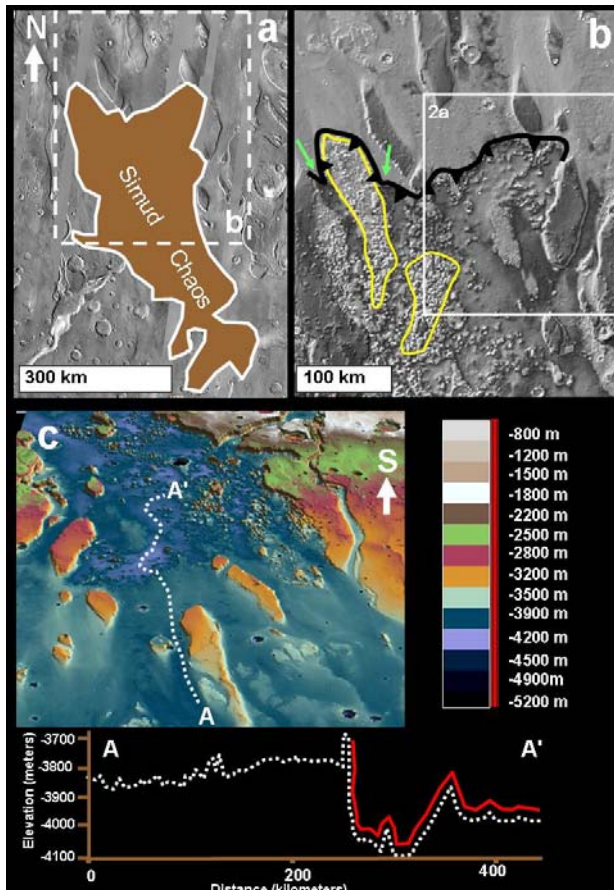 N
a
Simud
Chaos
b
300 km
b
2a
100 km
c
A'
S
A
-800 m
-1200 m
-1500 m
-1800 m
-2200 m
-2500 m
-2800 m
-3200 m
-3500 m
-3900 m
-4200 m
-4500 m
-4900m
-5200 m
A
A'
Elevation (meters)
-3700
-3800
-3900
-4000
-4100
0
200
400
Distance (kilometers)